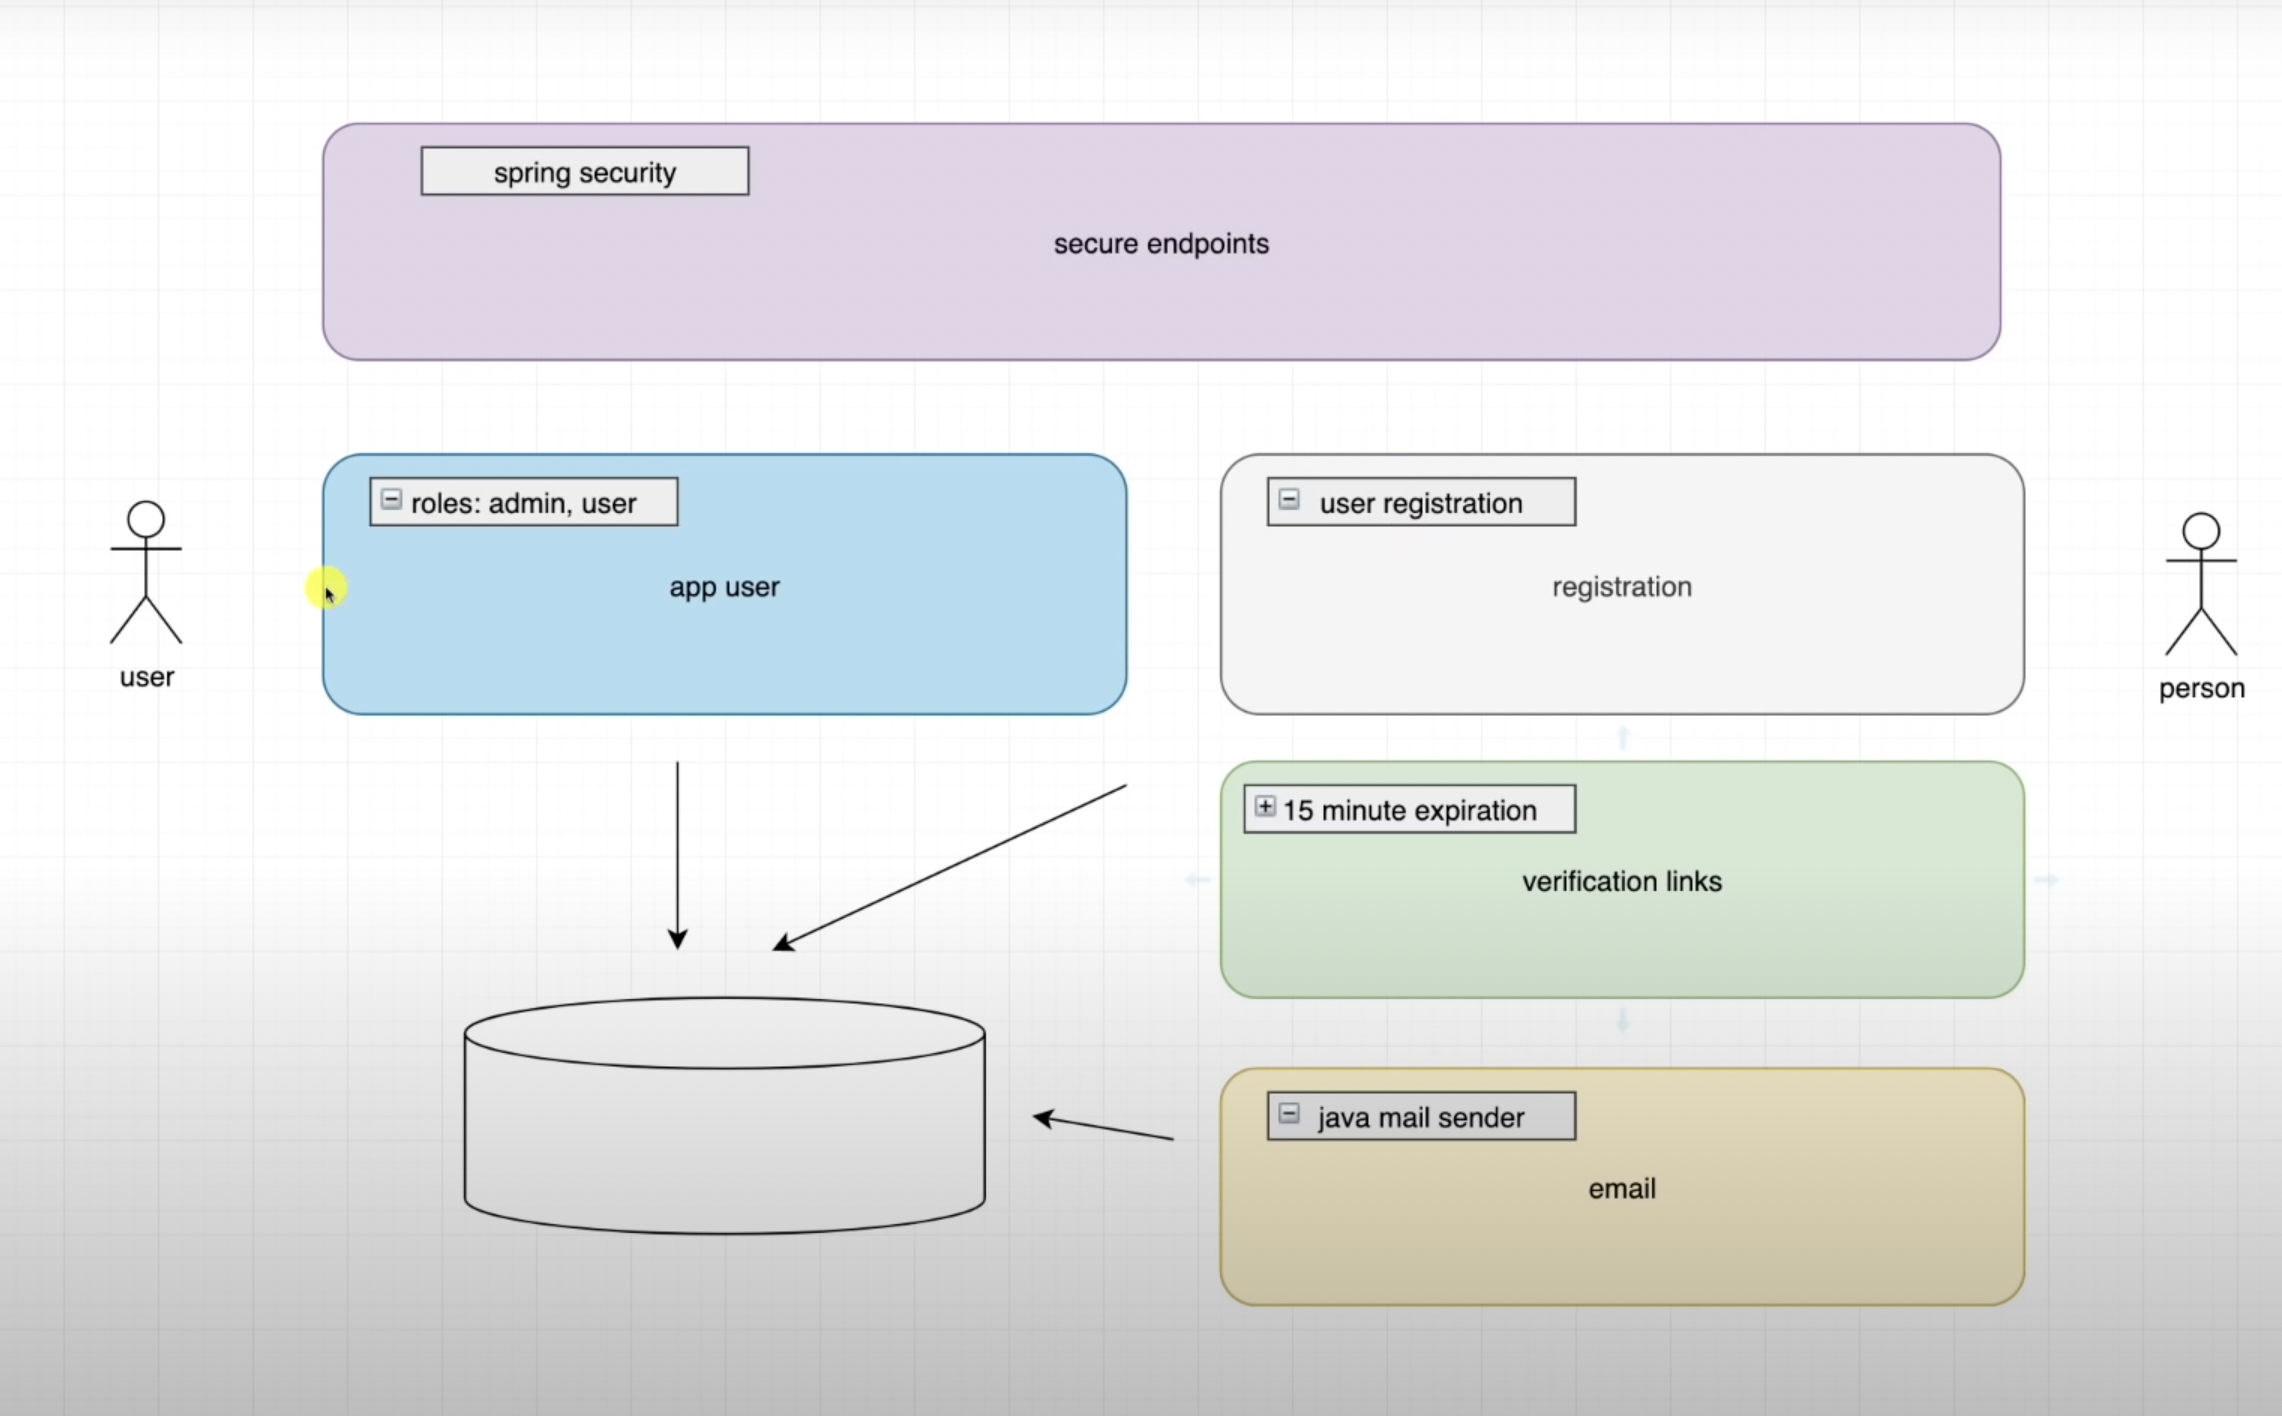 spring security
secure endpoints
roles: admin, user
app user
user
user registration
registration
person
15 minute expiration
verification links
java mail sender
email